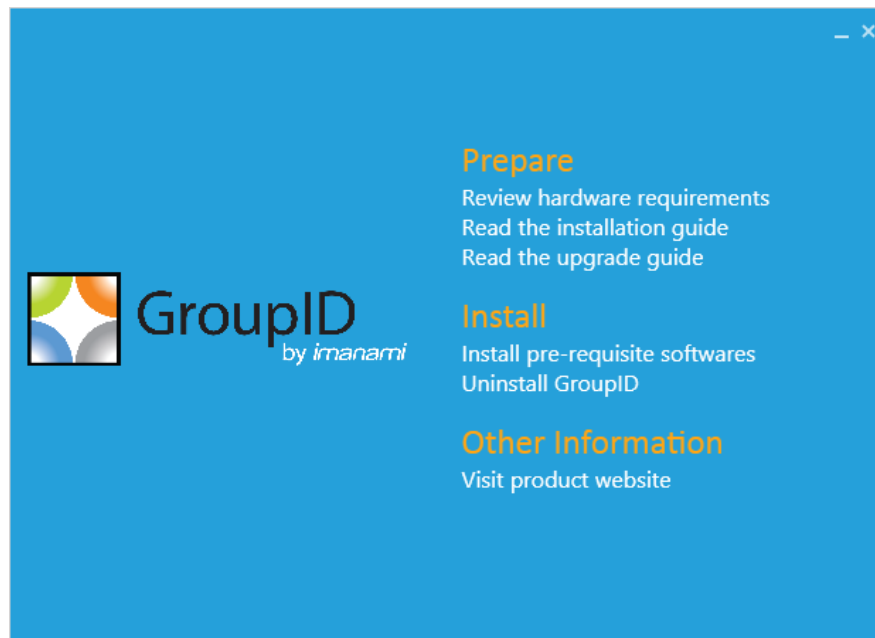 Prepare
Review hardware requirements
Read the installation guide
Read the upgrade guide
GroupID
by imanami
Install
Install pre-requisite softwares
Uninstall GroupID
Other Information
Visit product website